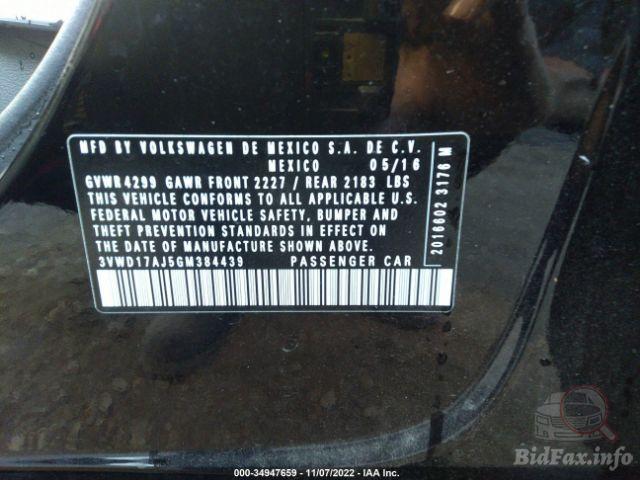 MFD BY VOLKSWAGEN DE MEXICO S.A. DE C.V.
MEXICO 05/16
GVWR4299 GAWR FRONT 2227 / REAR 2183 LBS
THIS VEHICLE CONFORMS TO ALL APPLICABLE U.S.
FEDERAL MOTOR VEHICLE SAFETY, BUMPER AND
THEFT PREVENTION STANDARDS IN EFFECT ON
THE DATE OF MANUFACTURE SHOWN ABOVE.
3VWD17AJ5GM384439 PASSENGER CAR
2016602 3176 M
BidFax.info
000-34947659 - 11/07/2022 - IAA Inc.